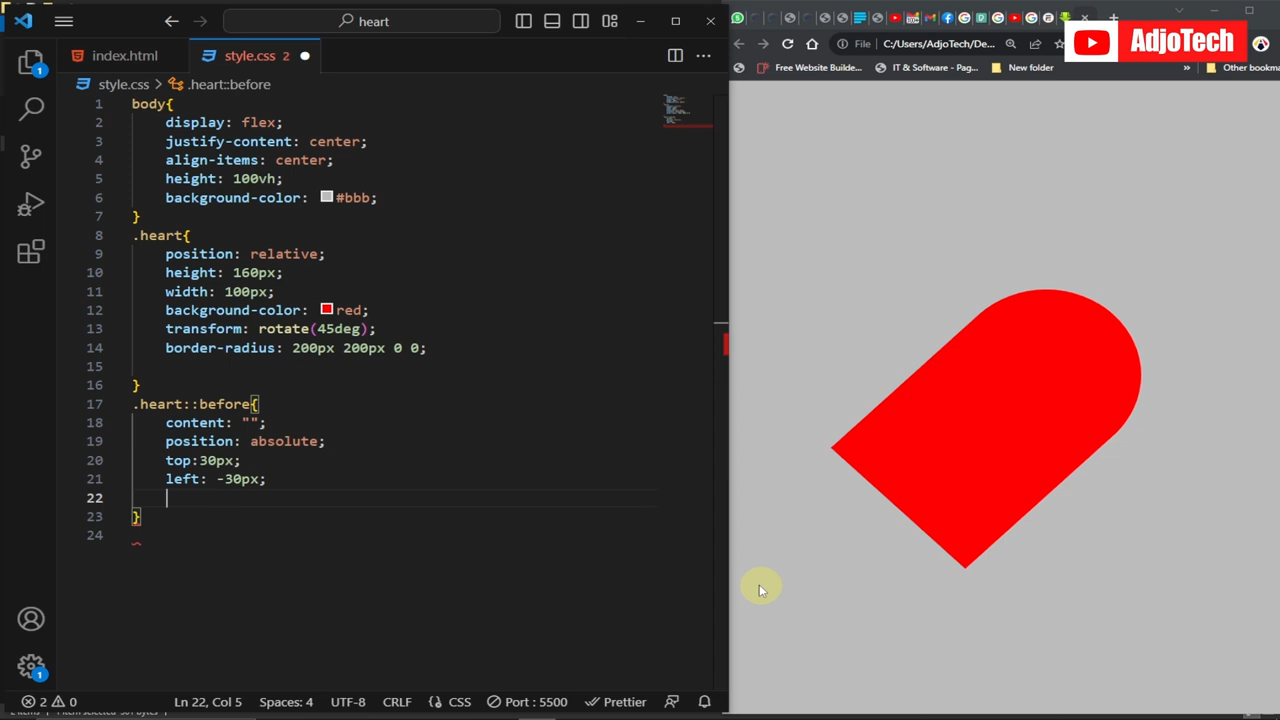 heart
AdjoTech
index.html
style.css 2
File
C:/Users/AdjoTech/De...
style.css > .heart::before
Free Website Builde...
IT & Software - Pag...
New folder
»
Other bookma
1 body{
2 display: flex;
3 justify-content: center;
4 align-items: center;
5 height: 100vh;
6 background-color: #bbb;
7 }
8 .heart{
9 position: relative;
10 height: 160px;
11 width: 100px;
12 background-color: red;
13 transform: rotate(45deg);
14 border-radius: 200px 200px 0 0;
15
16 }
17 .heart::before{
18 content: "";
19 position: absolute;
20 top:30px;
21 left: -30px;
22
23 }
24
1
1
2 0 Ln 22, Col 5 Spaces: 4 UTF-8 CRLF {} CSS Port : 5500 Prettier